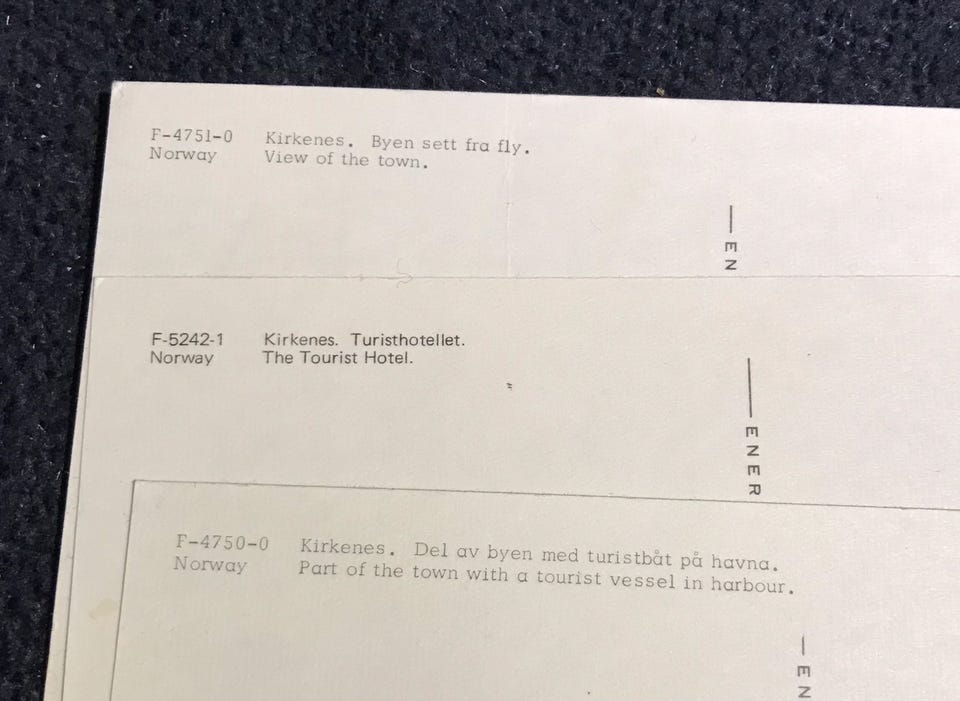 F-4751-0 Kirkenes. Byen sett fra fly.
Norway View of the town.
EN
F-5242-1 Kirkenes. Turisthotellet.
Norway The Tourist Hotel.
ENER
F-4750-0 Kirkenes. Del av byen med turistbåt på havna.
Norway Part of the town with a tourist vessel in harbour.
EN